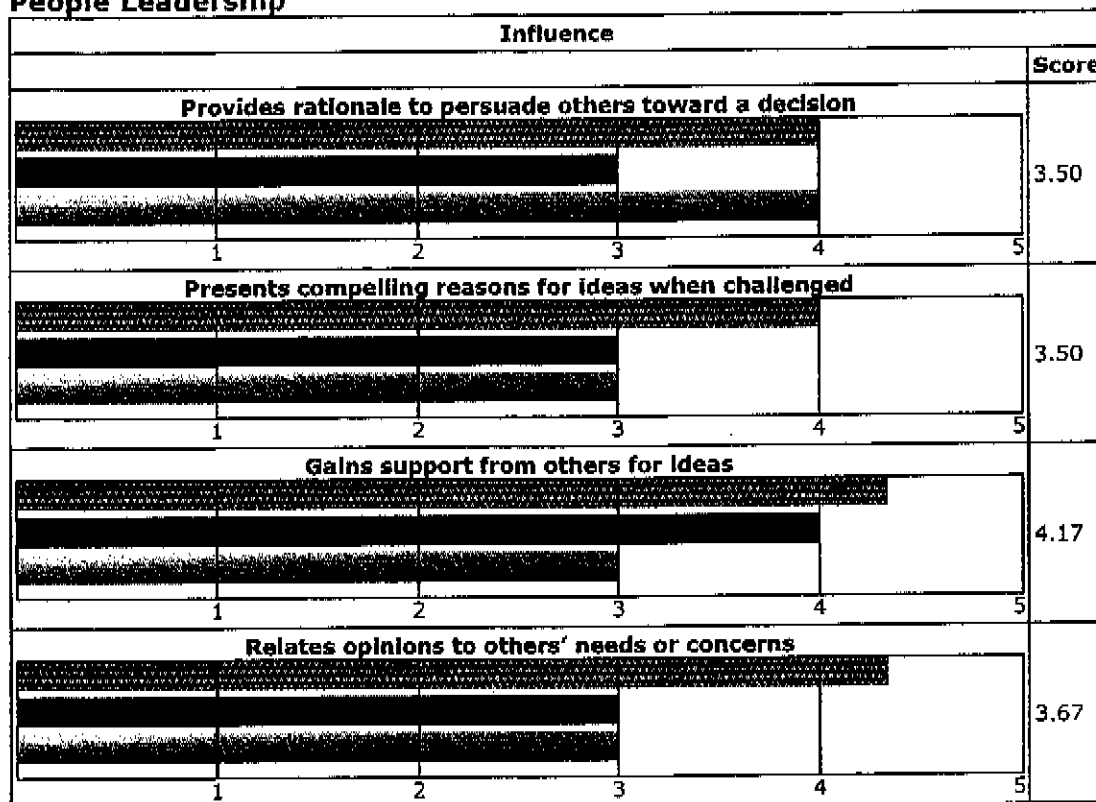 People Leadership
Influence
Score
Provides rationale to persuade others toward a decision
3.50
1 2 3 4 5
Presents compelling reasons for ideas when challenged
3.50
1 2 3 4 5
Gains support from others for ideas
4.17
1 2 3 4 5
Relates opinions to others' needs or concerns
3.67
1 2 3 4 5